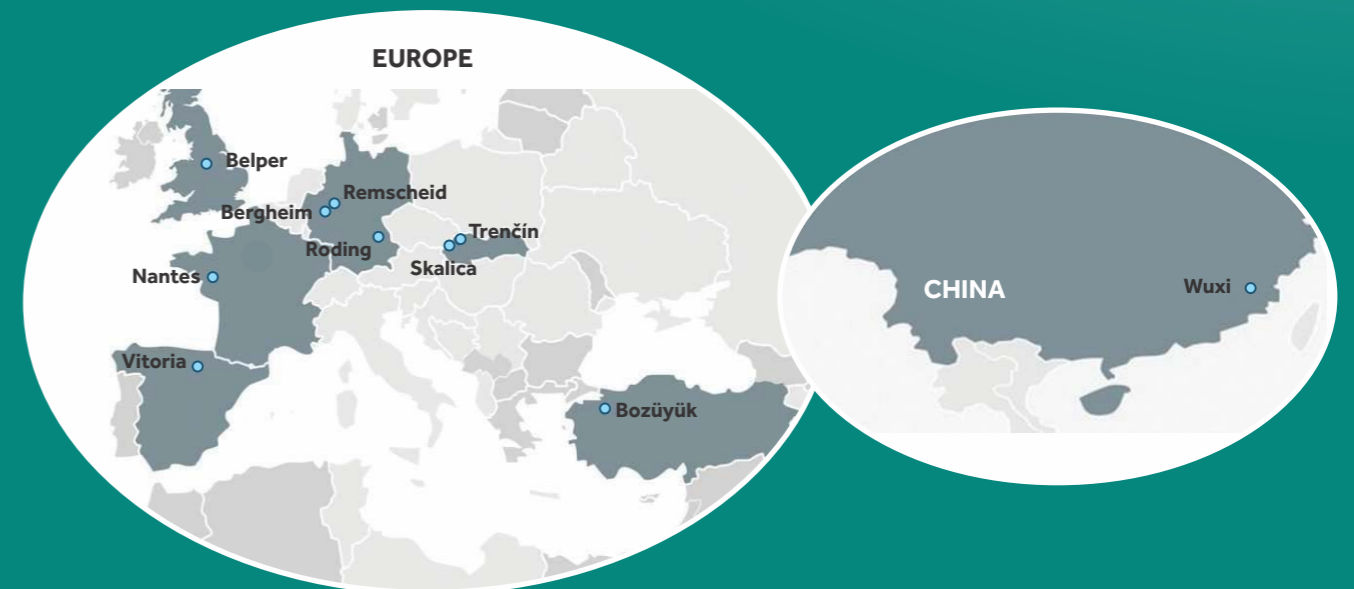 EUROPE
Belper
Remscheid
Bergheim
Trenčín
Roding
Skalica
Nantes
Vitoria
Bozüyük
CHINA
Wuxi